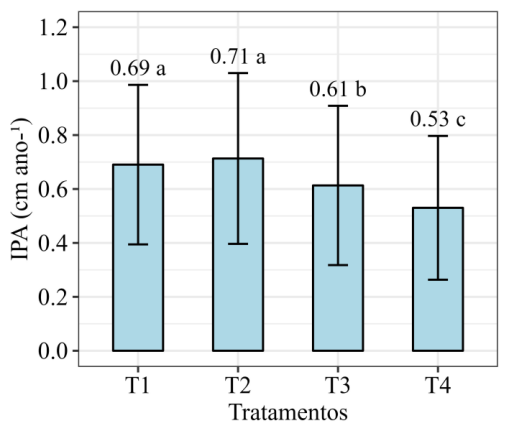 IPA (cm ano-¹)
1.2
1.0
0.8
0.6
0.4
0.2
0.0
0.69 a
0.71 a
0.61 b
0.53 c
T1 T2 T3 T4
Tratamentos